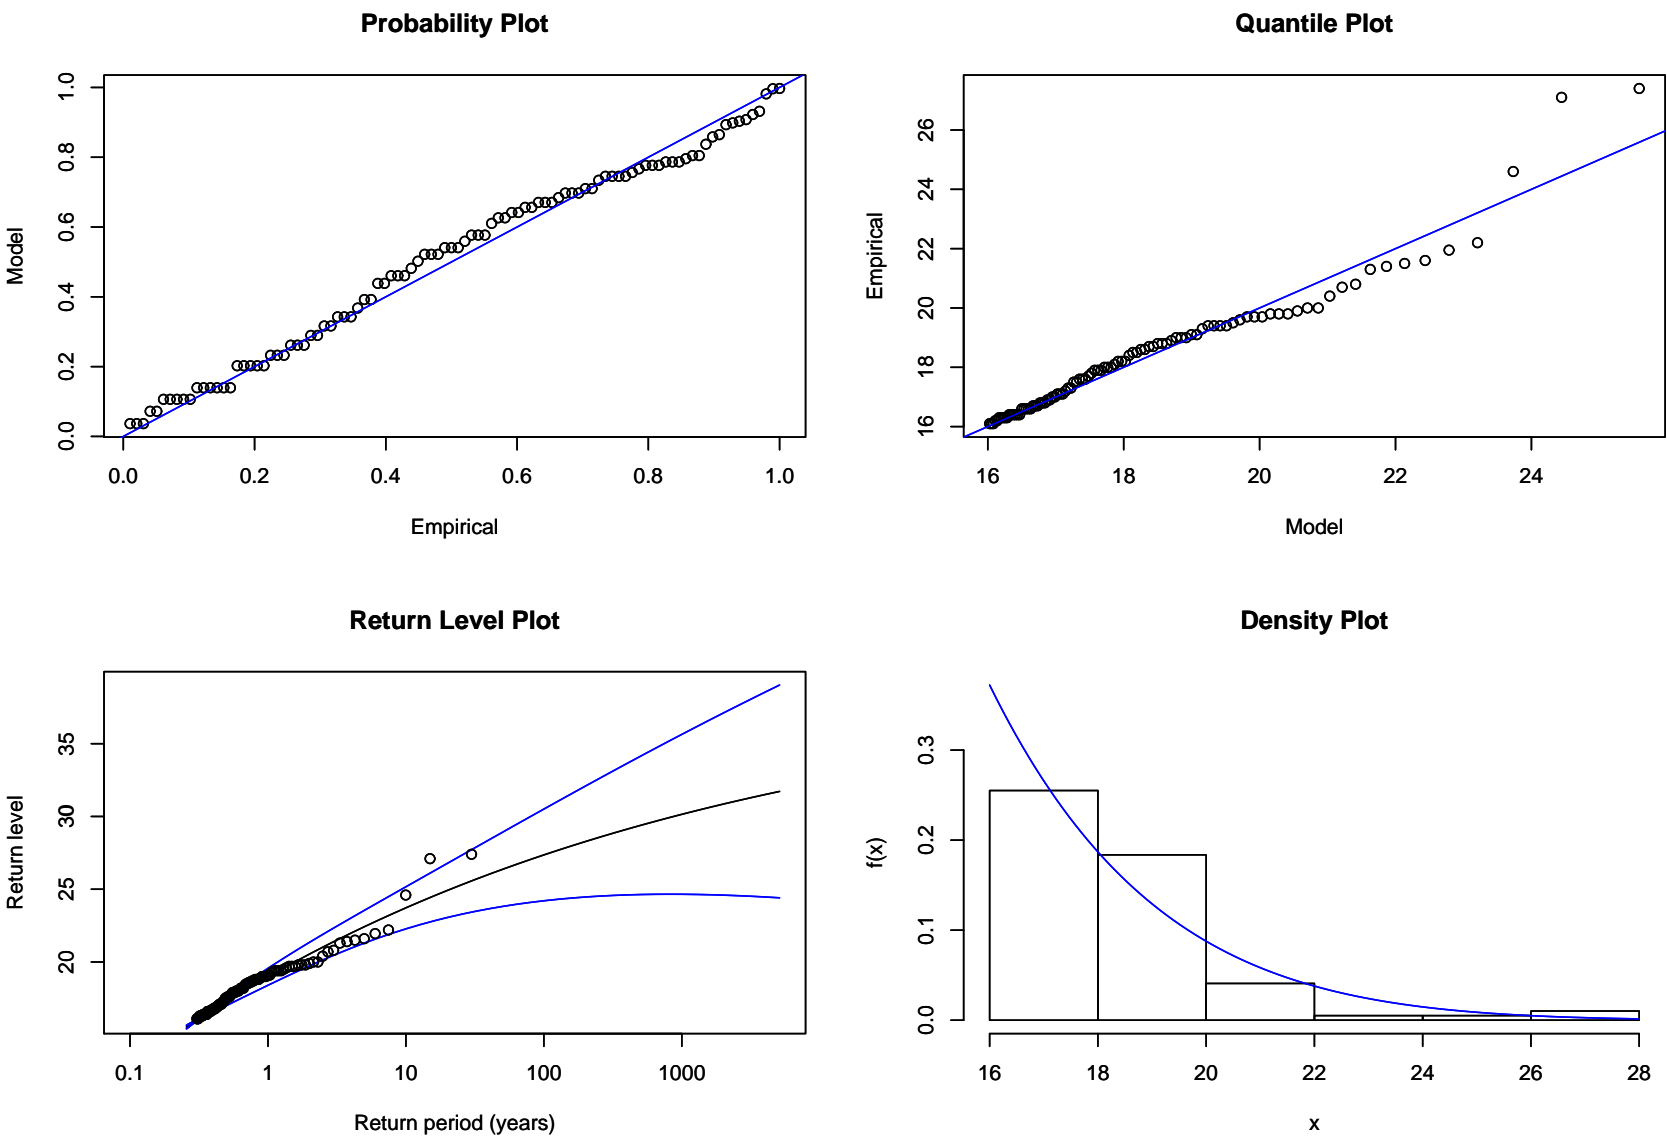 Probability Plot
Model
0.0 0.2 0.4 0.6 0.8 1.0
0.0 0.2 0.4 0.6 0.8 1.0
Empirical
Quantile Plot
Empirical
16 18 20 22 24 26
16 18 20 22 24
Model
Return Level Plot
Return level
20 25 30 35
0.1 1 10 100 1000
Return period (years)
Density Plot
f(x)
0.0 0.1 0.2 0.3
16 18 20 22 24 26 28
x